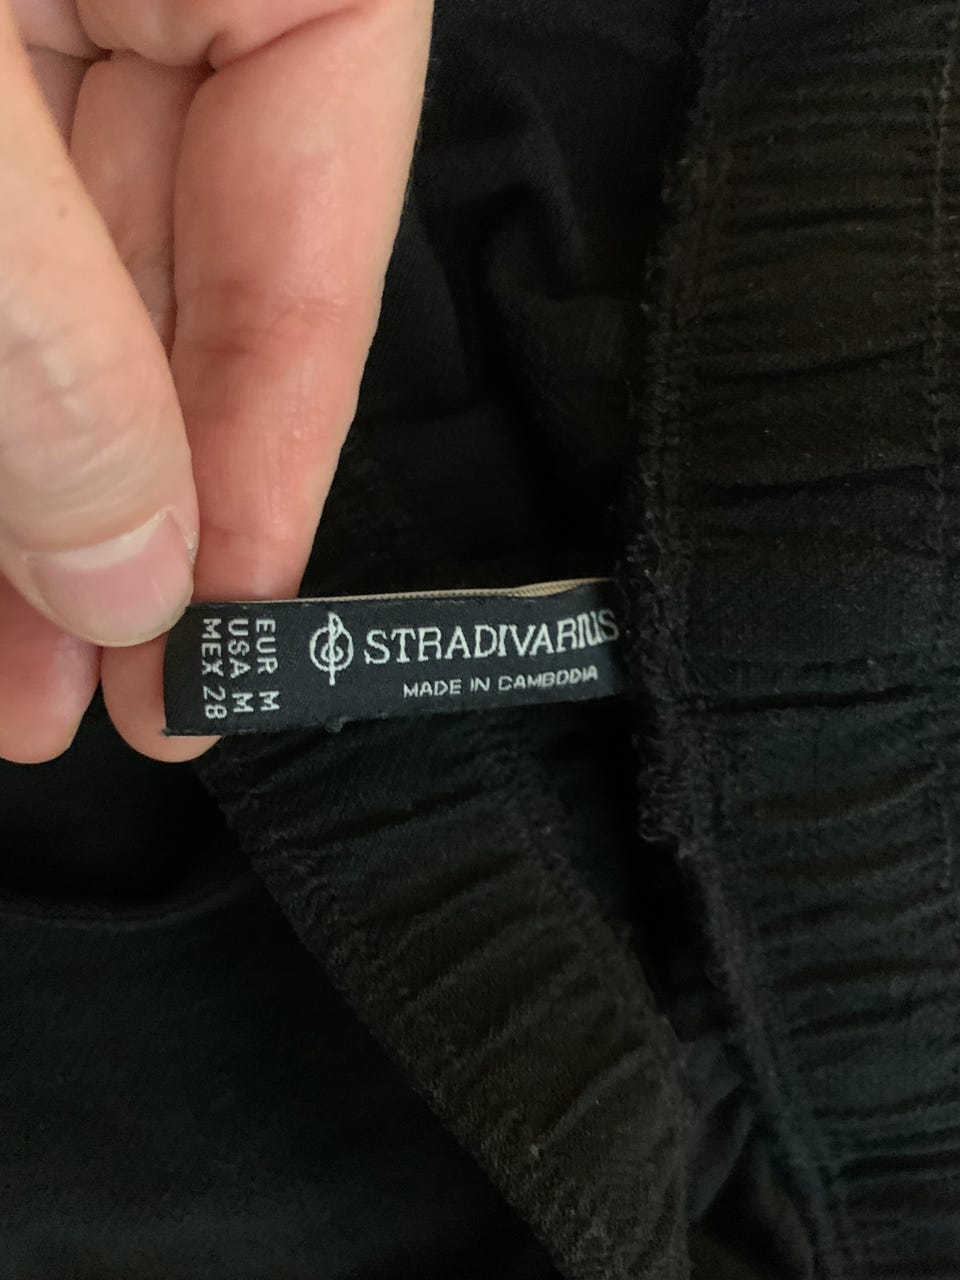 STRADIVARIUS
MADE IN CAMBODIA
EUR M
USA M
MEX 28